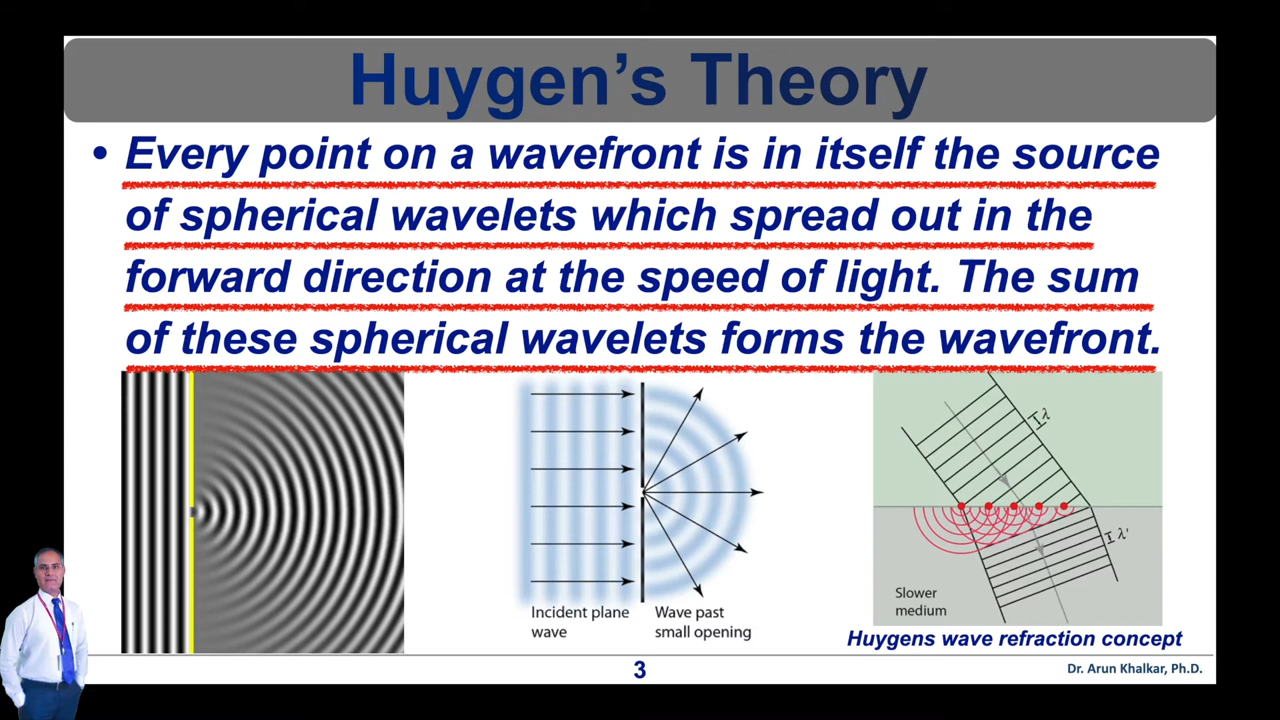 Huygen’s Theory
• Every point on a wavefront is in itself the source
of spherical wavelets which spread out in the
forward direction at the speed of light. The sum
of these spherical wavelets forms the wavefront.
Incident plane
wave
Wave past
small opening
λ
λ'
Slower
medium
Huygens wave refraction concept
3
Dr. Arun Khalkar, Ph.D.